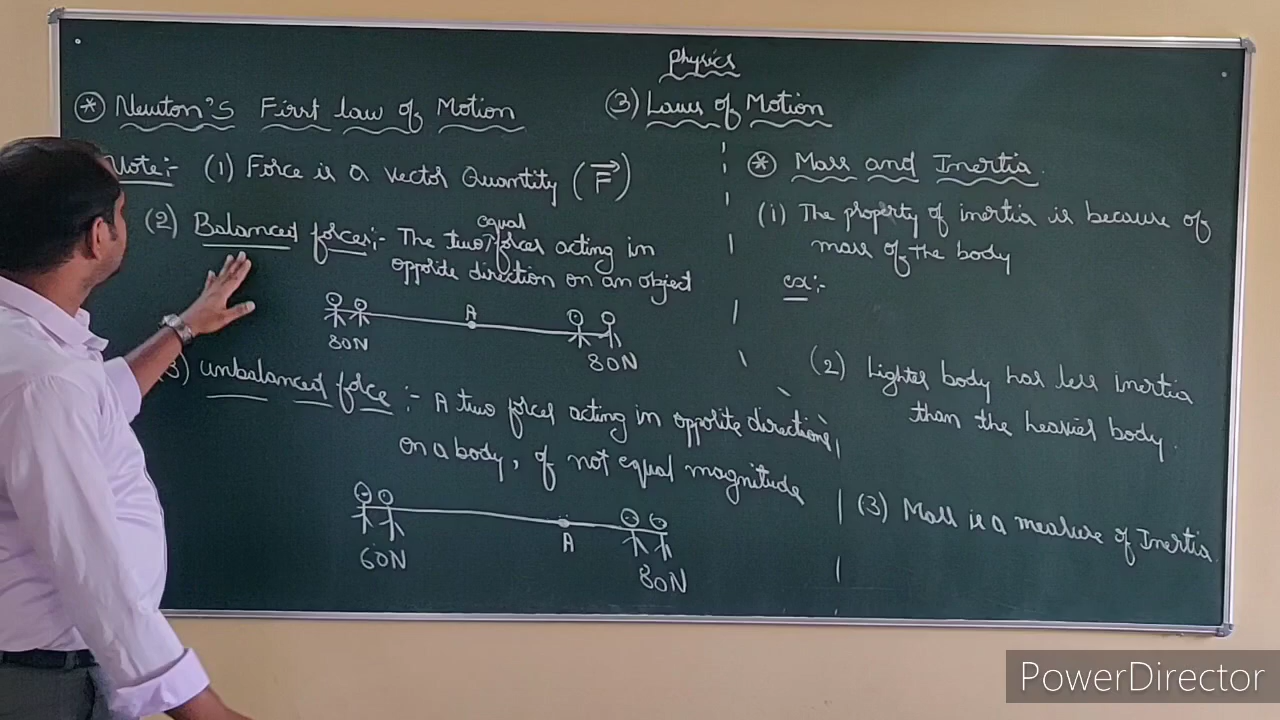 Physics
(3) Laws of Motion
* Newton's First Law of Motion
Note:- (1) Force is a vector Quantity (F→)
(2) Balanced forces:- The two equal forces acting in
opposite direction on an object
A
80N
80N
(3) unbalanced force :- A two forces acting in opposite directions,
on a body, of not equal magnitude
60N
A
80N
* Mass and Inertia
(1) The property of inertia is because of
mass of the body
ex:-
(2) Lighter body has less inertia
than the heavier body.
(3) Mass is a measure of Inertia.
PowerDirector